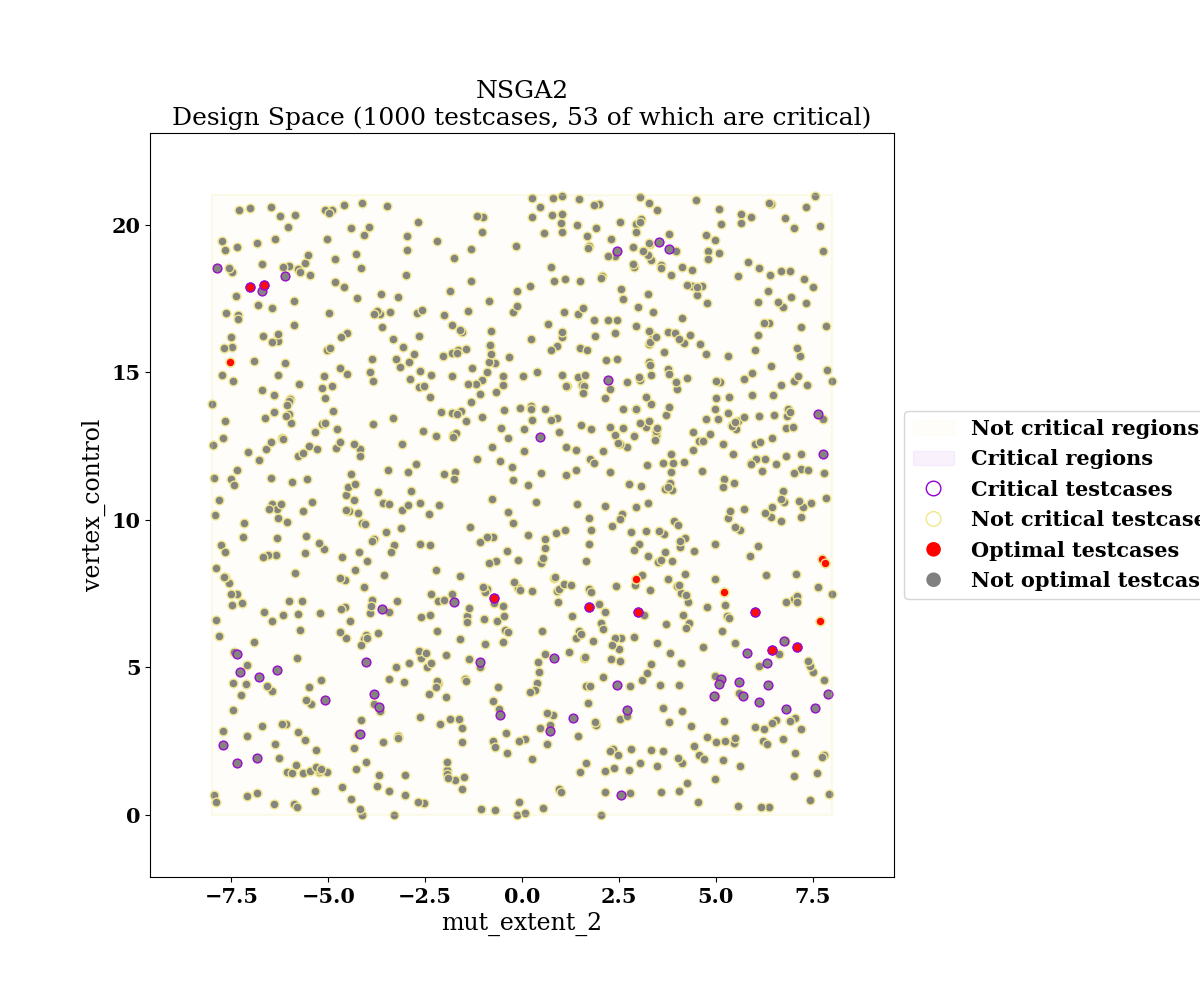 NSGA2
Design Space (1000 testcases, 53 of which are critical)
vertex_control
20
15
10
5
0
−7.5 −5.0 −2.5 0.0 2.5 5.0 7.5
mut_extent_2
Not critical regions
Critical regions
Critical testcases
Not critical testcase
Optimal testcases
Not optimal testcas